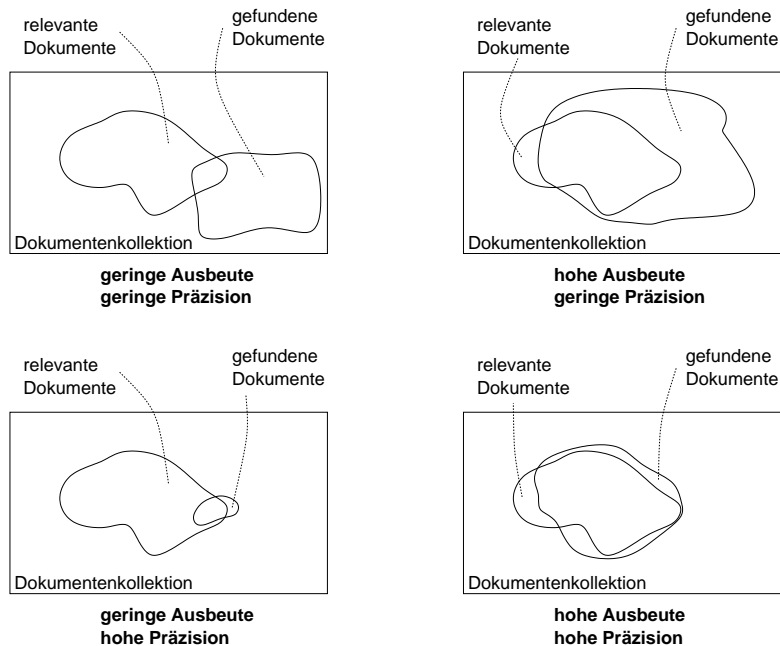 relevante
Dokumente
gefundene
Dokumente
Dokumentenkollektion
geringe Ausbeute
geringe Präzision
relevante
Dokumente
gefundene
Dokumente
Dokumentenkollektion
hohe Ausbeute
geringe Präzision
relevante
Dokumente
gefundene
Dokumente
Dokumentenkollektion
geringe Ausbeute
hohe Präzision
relevante
Dokumente
gefundene
Dokumente
Dokumentenkollektion
hohe Ausbeute
hohe Präzision